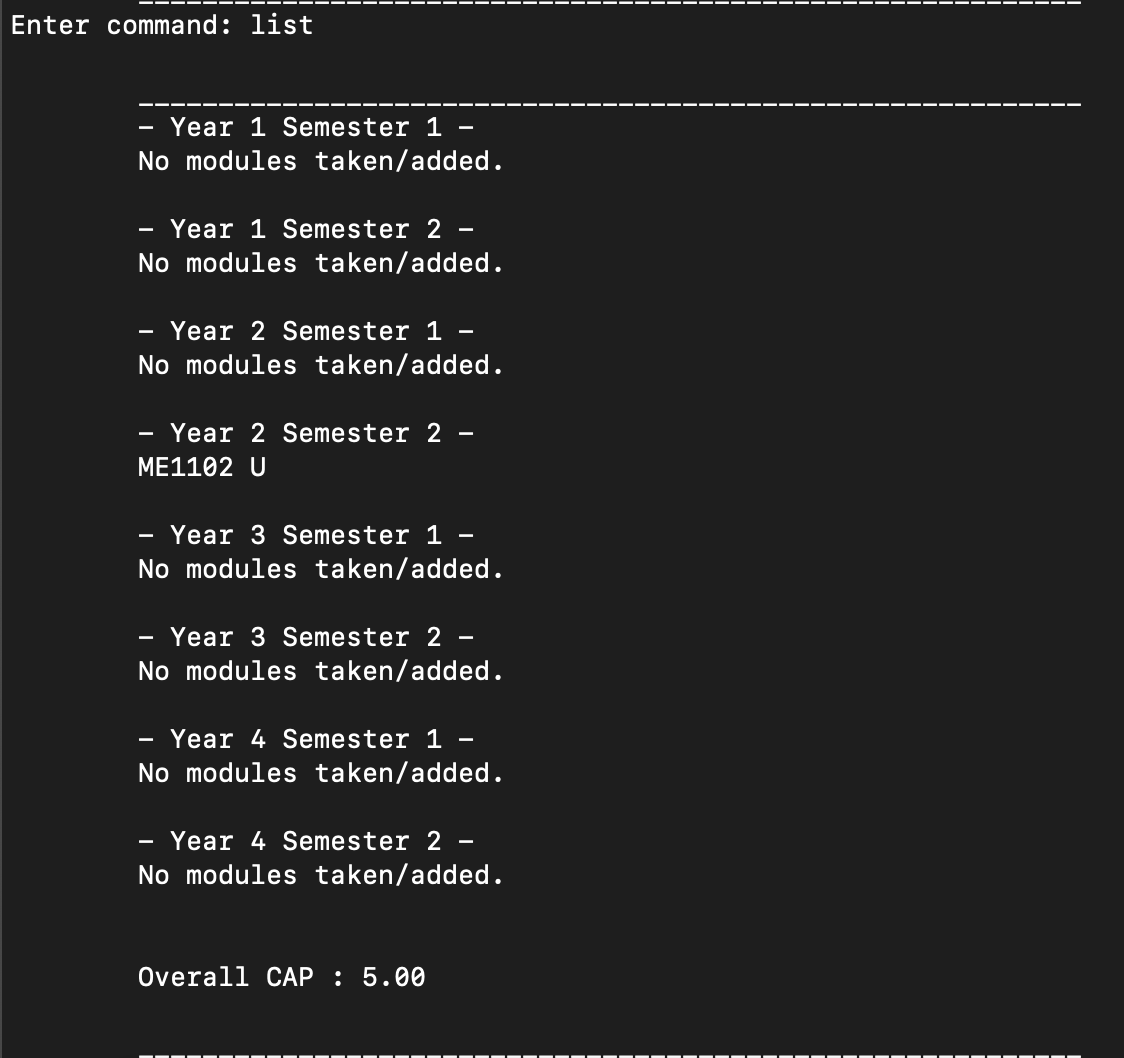 Enter command: list
- Year 1 Semester 1 -
No modules taken/added.
- Year 1 Semester 2 -
No modules taken/added.
- Year 2 Semester 1 -
No modules taken/added.
- Year 2 Semester 2 -
ME1102 U
- Year 3 Semester 1 -
No modules taken/added.
- Year 3 Semester 2 -
No modules taken/added.
- Year 4 Semester 1 -
No modules taken/added.
- Year 4 Semester 2 -
No modules taken/added.
Overall CAP : 5.00